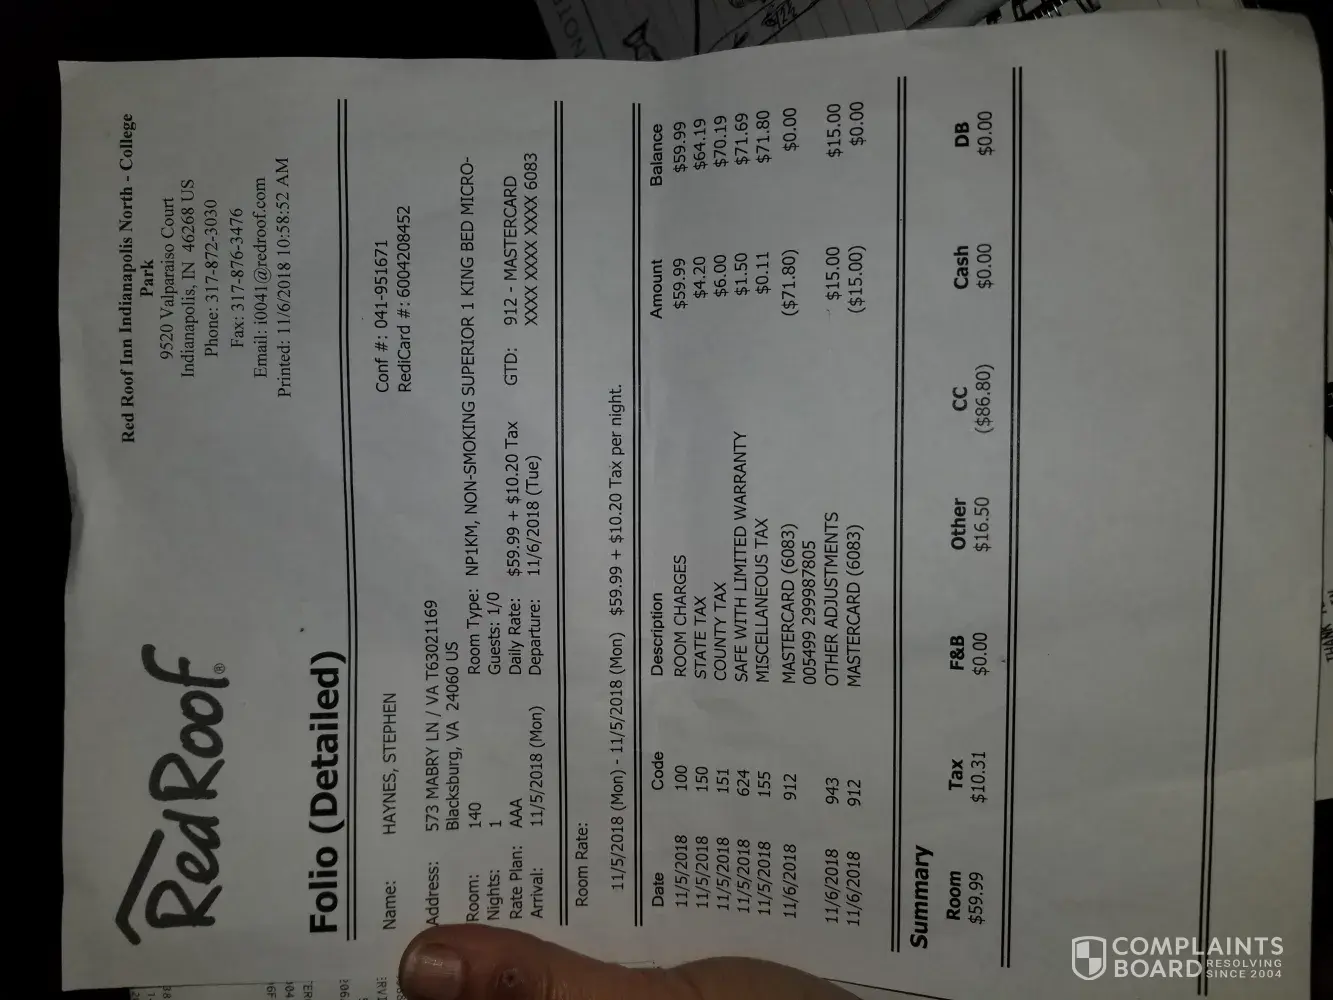 RedRoof®
Red Roof Inn Indianapolis North - College
Park
9520 Valparaiso Court
Indianapolis, IN 46268 US
Phone: 317-872-3030
Fax: 317-876-3476
Email: i0041@redroof.com
Printed: 11/6/2018 10:58:52 AM
Folio (Detailed)
Name: HAYNES, STEPHEN Conf #: 041-951671
RediCard #: 6004208452
Address: 573 MABRY LN / VA T63021169
Blacksburg, VA 24060 US
Room: 140 Room Type: NP1KM, NON-SMOKING SUPERIOR 1 KING BED MICRO-
Nights: 1 Guests: 1/0
Rate Plan: AAA Daily Rate: $59.99 + $10.20 Tax GTD: 912 - MASTERCARD
Arrival: 11/5/2018 (Mon) Departure: 11/6/2018 (Tue) XXXX XXXX XXXX 6083
Room Rate:
11/5/2018 (Mon) - 11/5/2018 (Mon) $59.99 + $10.20 Tax per night.
Date Code Description Amount Balance
11/5/2018 100 ROOM CHARGES $59.99 $59.99
11/5/2018 150 STATE TAX $4.20 $64.19
11/5/2018 151 COUNTY TAX $6.00 $70.19
11/5/2018 624 SAFE WITH LIMITED WARRANTY $1.50 $71.69
11/5/2018 155 MISCELLANEOUS TAX $0.11 $71.80
11/6/2018 912 MASTERCARD (6083) ($71.80) $0.00
005499 299987805
11/6/2018 943 OTHER ADJUSTMENTS $15.00 $15.00
11/6/2018 912 MASTERCARD (6083) ($15.00) $0.00
Summary
Room Tax F&B Other CC Cash DB
$59.99 $10.31 $0.00 $16.50 ($86.80) $0.00 $0.00
NOTE
THANK
COMPLAINTS
BOARD RESOLVING
SINCE 2004